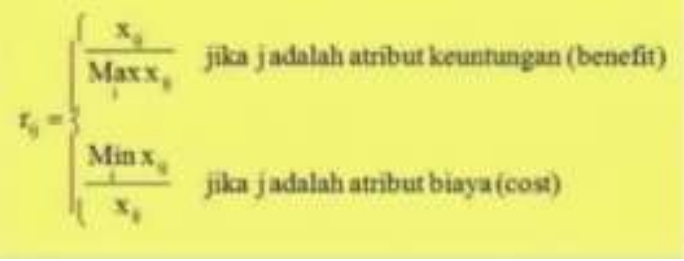 x_ij / Max_i x_ij jika j adalah atribut keuntungan (benefit)
r_ij =
Min_i x_ij / x_ij jika j adalah atribut biaya (cost)